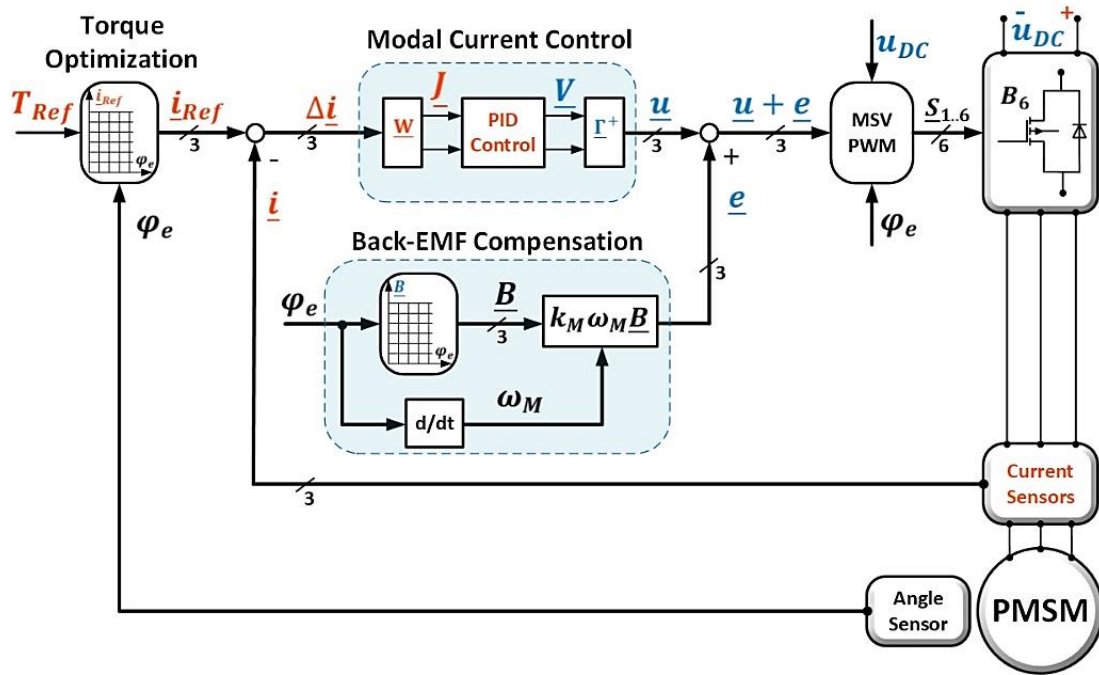 Torque
Optimization
T_Ref
i_Ref
φ_e
i_Ref
3
φ_e
-
Δi
3
i
Modal Current Control
W
J
PID
Control
V
Γ⁺
u
3
+
u + e
3
e
3
u_DC
MSV
PWM
φ_e
S_1..6
6
- u_DC +
B_6
Back-EMF Compensation
φ_e
B
φ_e
B
3
k_M ω_M B
d/dt
ω_M
3
Current
Sensors
Angle
Sensor
PMSM